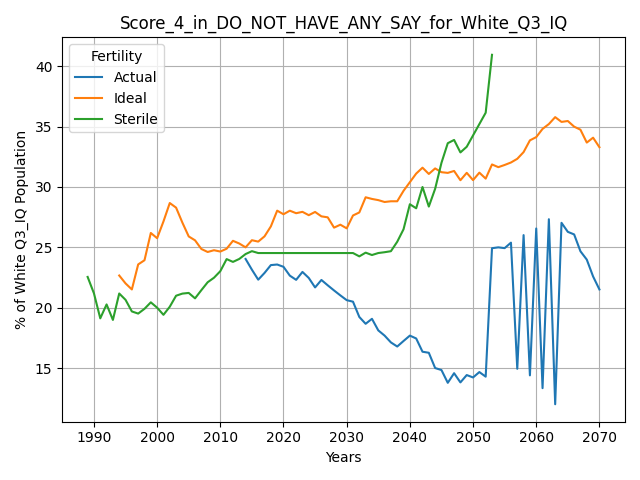 Score_4_in_DO_NOT_HAVE_ANY_SAY_for_White_Q3_IQ
Fertility
Actual
Ideal
Sterile
% of White Q3_IQ Population
40
35
30
25
20
15
1990
2000
2010
2020
2030
2040
2050
2060
2070
Years